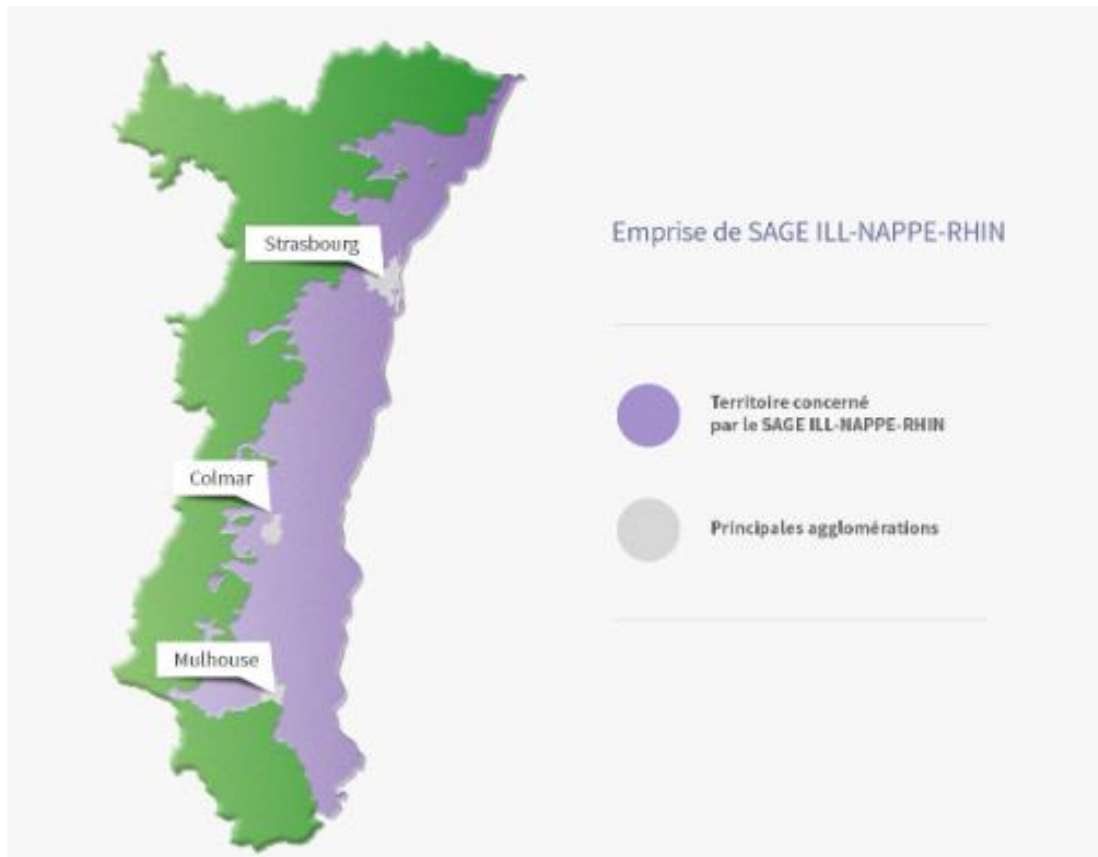 Strasbourg
Emprise de SAGE ILL-NAPPE-RHIN
Territoire concerné
par le SAGE ILL-NAPPE-RHIN
Colmar
Principales agglomérations
Mulhouse